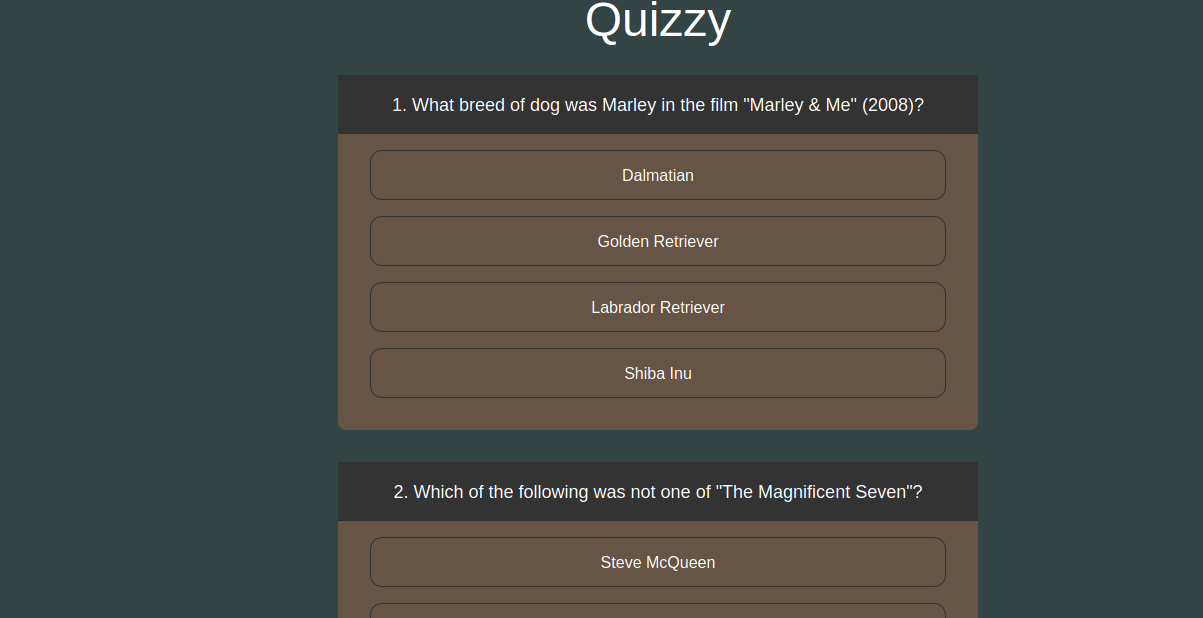 Quizzy
1. What breed of dog was Marley in the film "Marley & Me" (2008)?
Dalmatian
Golden Retriever
Labrador Retriever
Shiba Inu
2. Which of the following was not one of "The Magnificent Seven"?
Steve McQueen